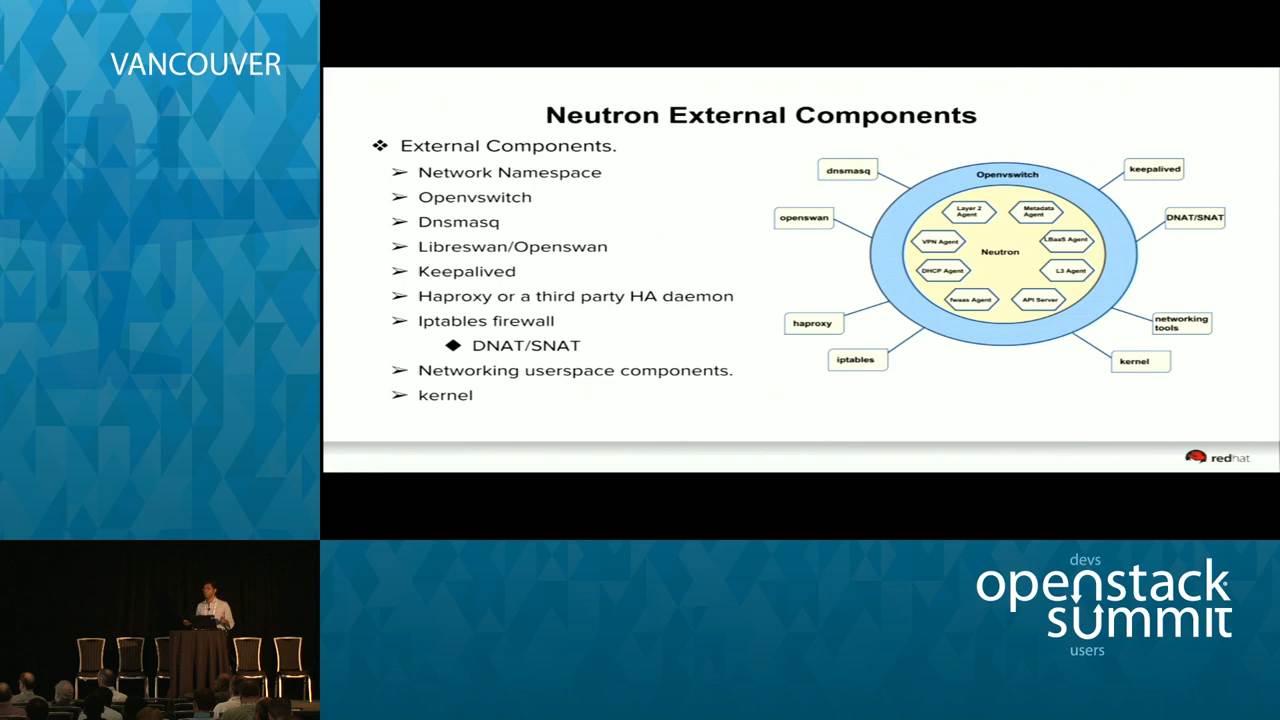 VANCOUVER
Neutron External Components
External Components.
Network Namespace
Openvswitch
Dnsmasq
Libreswan/Openswan
Keepalived
Haproxy or a third party HA daemon
Iptables firewall
DNAT/SNAT
Networking userspace components.
kernel
Openvswitch
dnsmasq
keepalived
openswan
DNAT/SNAT
Layer 2
Agent
Metadata
Agent
VPN Agent
LBaaS Agent
Neutron
DHCP Agent
L3 Agent
fwaas Agent
API Server
haproxy
networking
tools
iptables
kernel
redhat.
devs
openstack
summit
users